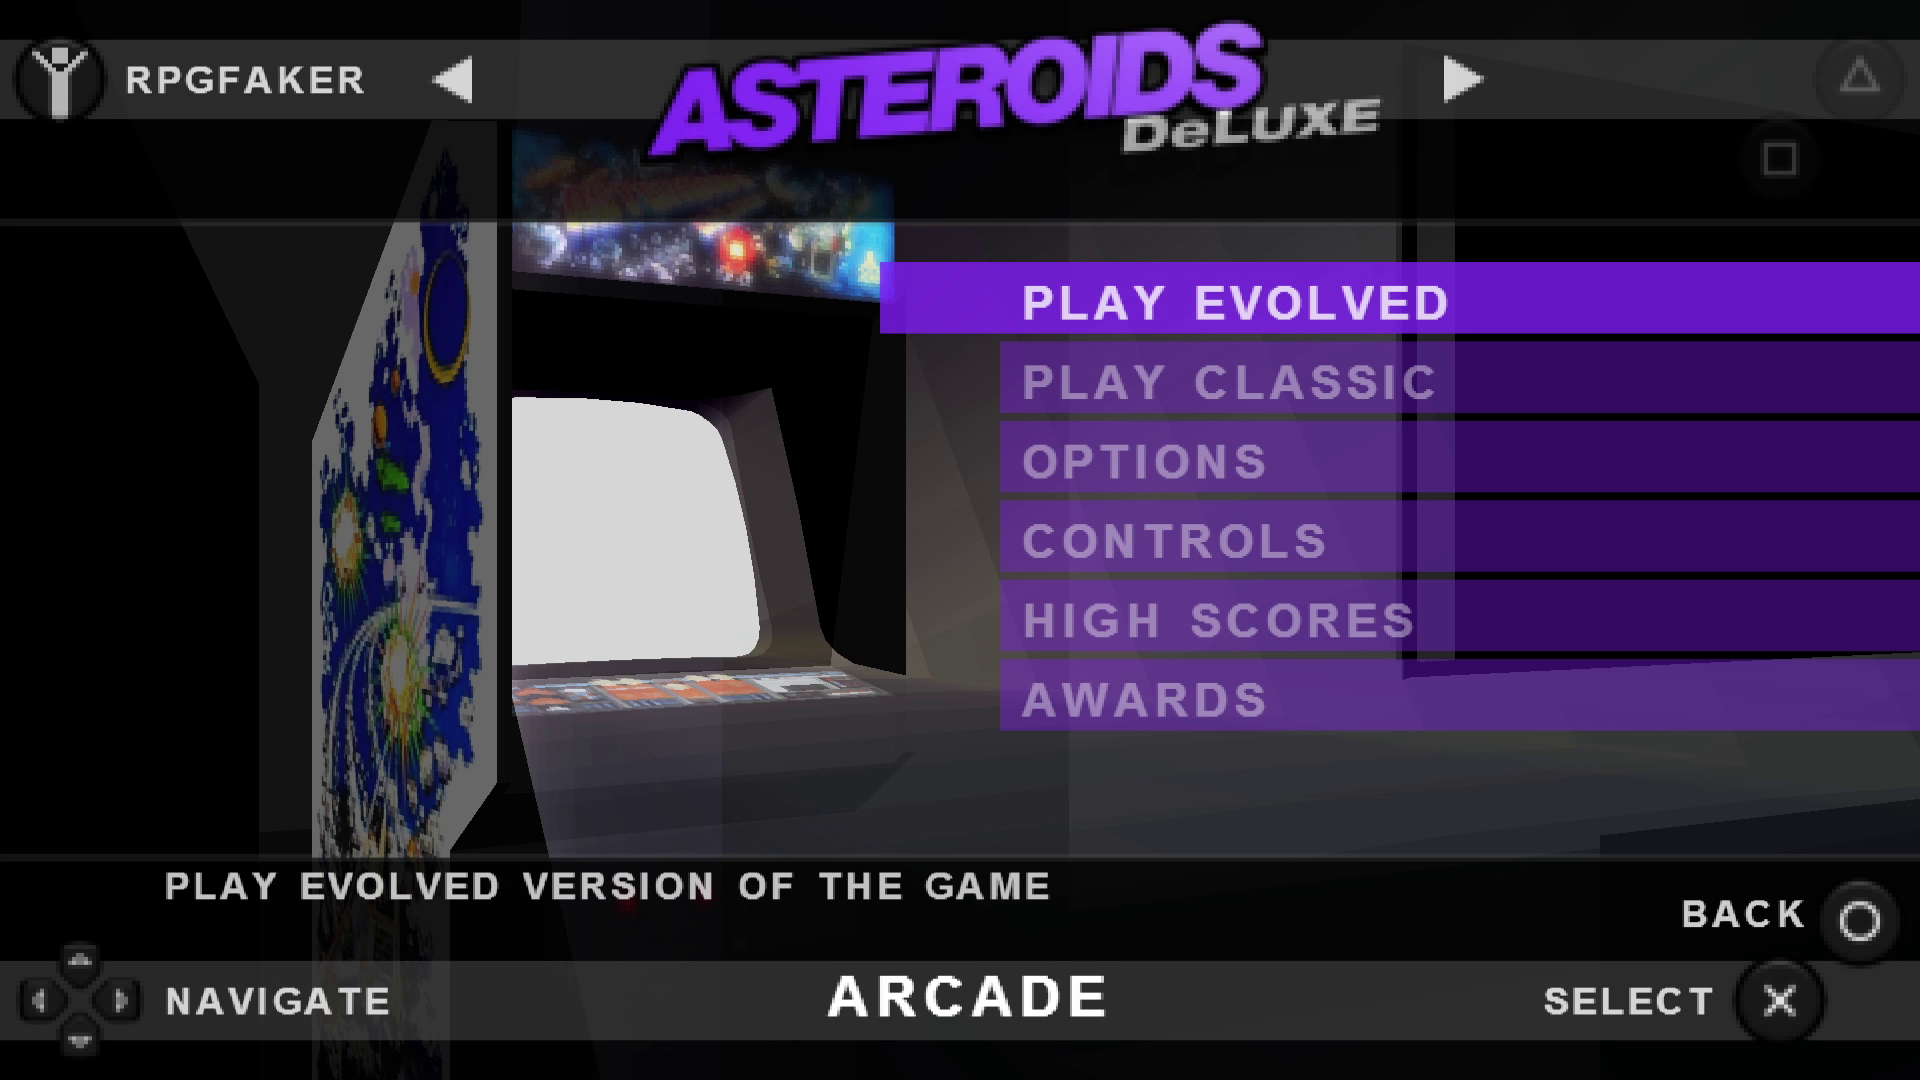 RPGFAKER
ASTEROIDS
DeLUXE
PLAY EVOLVED
PLAY CLASSIC
OPTIONS
CONTROLS
HIGH SCORES
AWARDS
PLAY EVOLVED VERSION OF THE GAME
BACK
NAVIGATE
ARCADE
SELECT